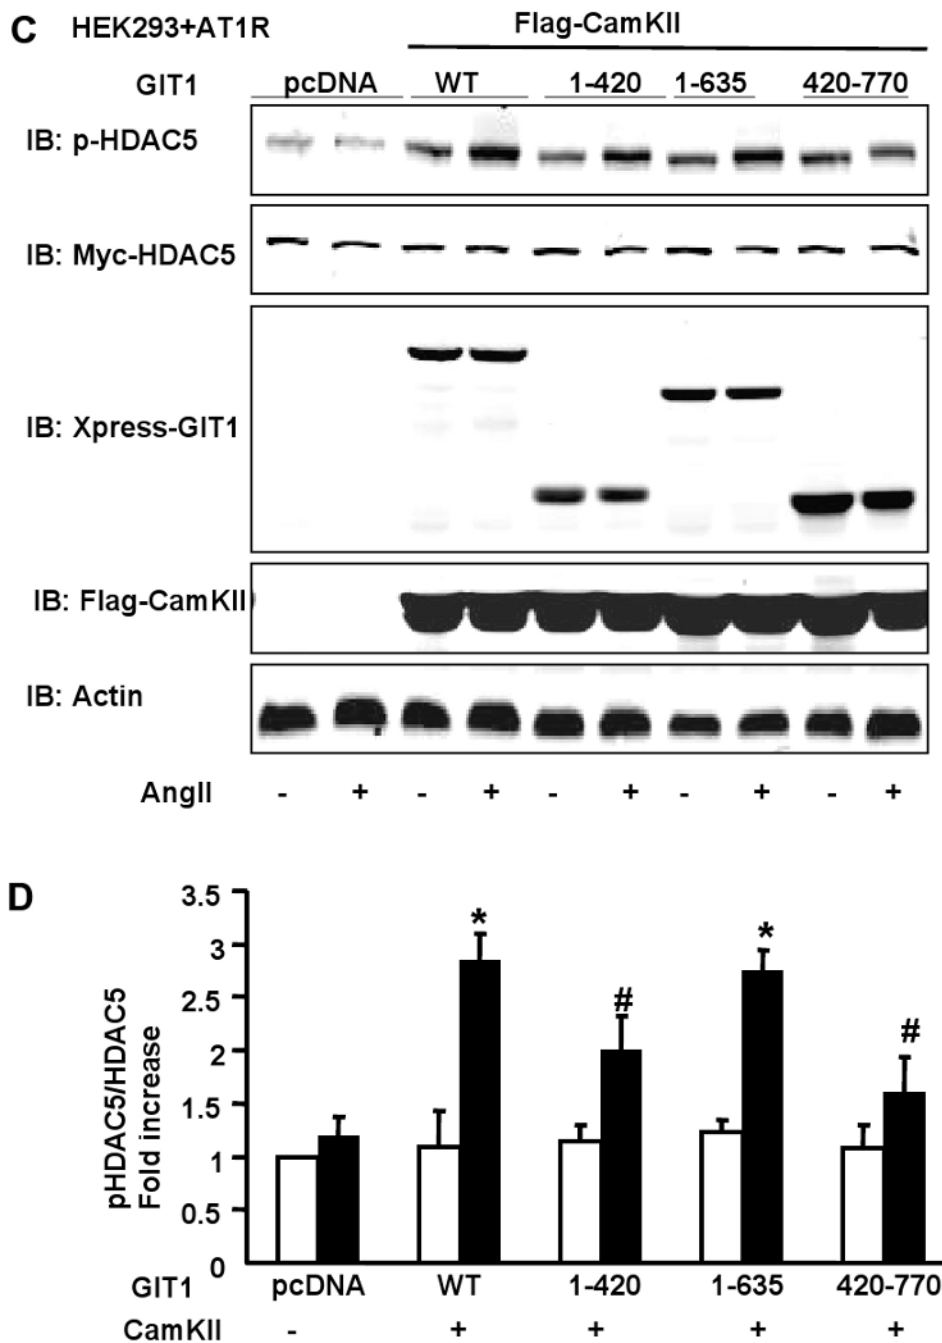 C HEK293+AT1R Flag-CamKII
GIT1 pcDNA WT 1-420 1-635 420-770
IB: p-HDAC5
IB: Myc-HDAC5
IB: Xpress-GIT1
IB: Flag-CamKII
IB: Actin
AngII - + - + - + - + - +
D
pHDAC5/HDAC5
Fold increase
3.5
3
2.5
2
1.5
1
0.5
0
* # * #
GIT1 pcDNA WT 1-420 1-635 420-770
CamKII - + + + +